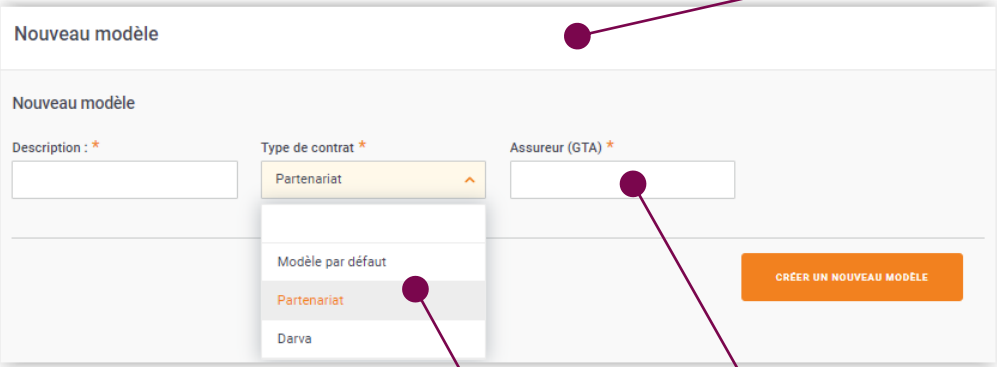 Nouveau modèle
Nouveau modèle
Description : * Type de contrat * Assureur (GTA) *
Partenariat
Modèle par défaut
CRÉER UN NOUVEAU MODÈLE
Partenariat
Darva